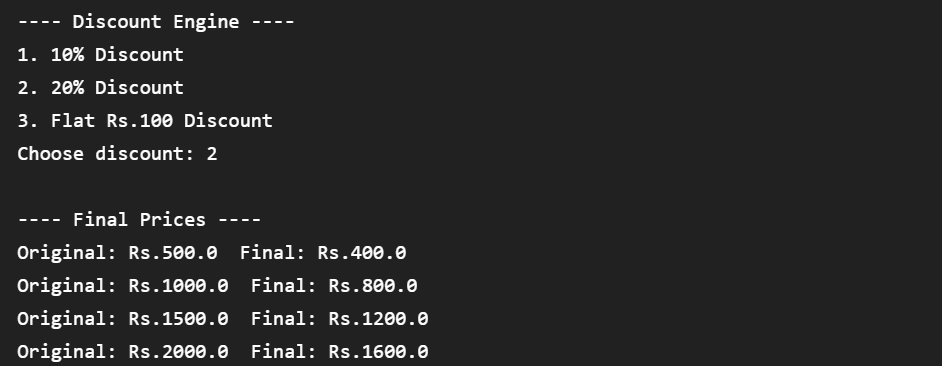 ---- Discount Engine ----
1. 10% Discount
2. 20% Discount
3. Flat Rs.100 Discount
Choose discount: 2
---- Final Prices ----
Original: Rs.500.0  Final: Rs.400.0
Original: Rs.1000.0  Final: Rs.800.0
Original: Rs.1500.0  Final: Rs.1200.0
Original: Rs.2000.0  Final: Rs.1600.0